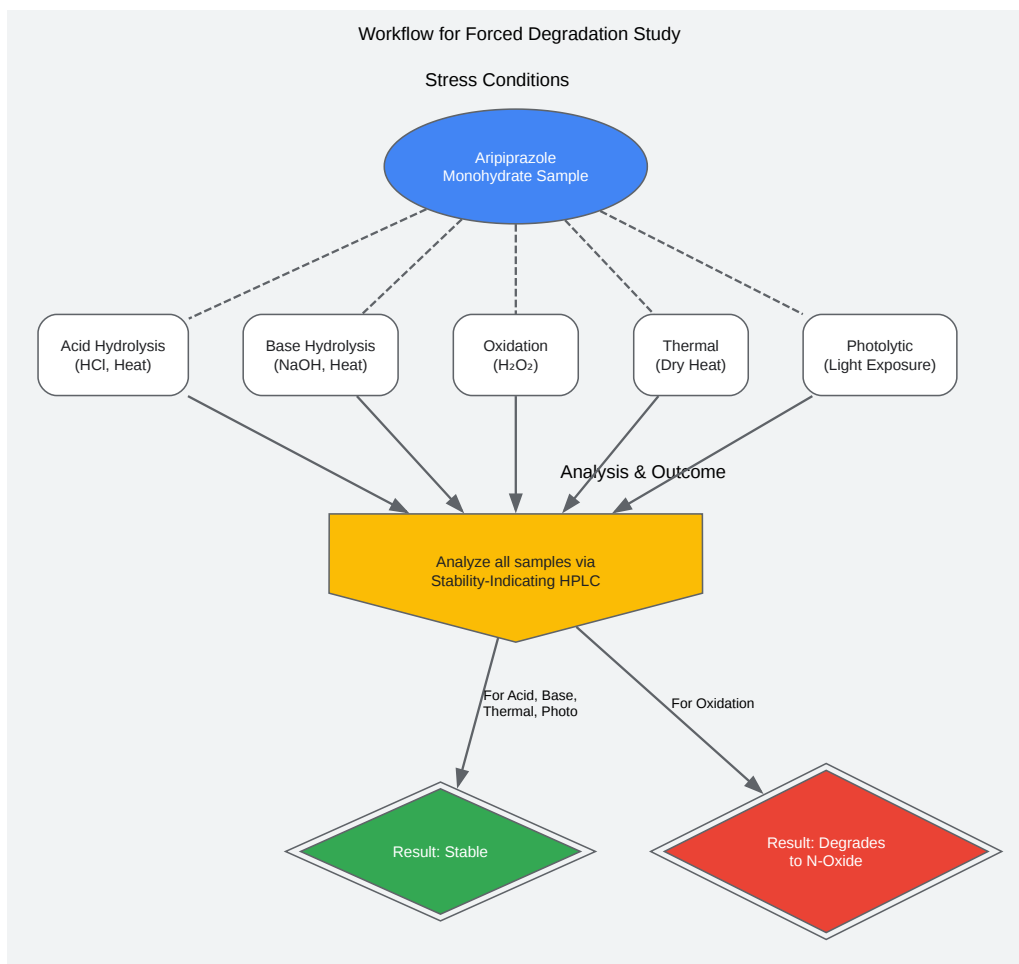 Workflow for Forced Degradation Study
Stress Conditions
Aripiprazole
Monohydrate Sample
Acid Hydrolysis
(HCl, Heat)
Base Hydrolysis
(NaOH, Heat)
Oxidation
(H₂O₂)
Thermal
(Dry Heat)
Photolytic
(Light Exposure)
Analysis & Outcome
Analyze all samples via
Stability-Indicating HPLC
For Acid, Base,
Thermal, Photo
For Oxidation
Result: Stable
Result: Degrades
to N-Oxide